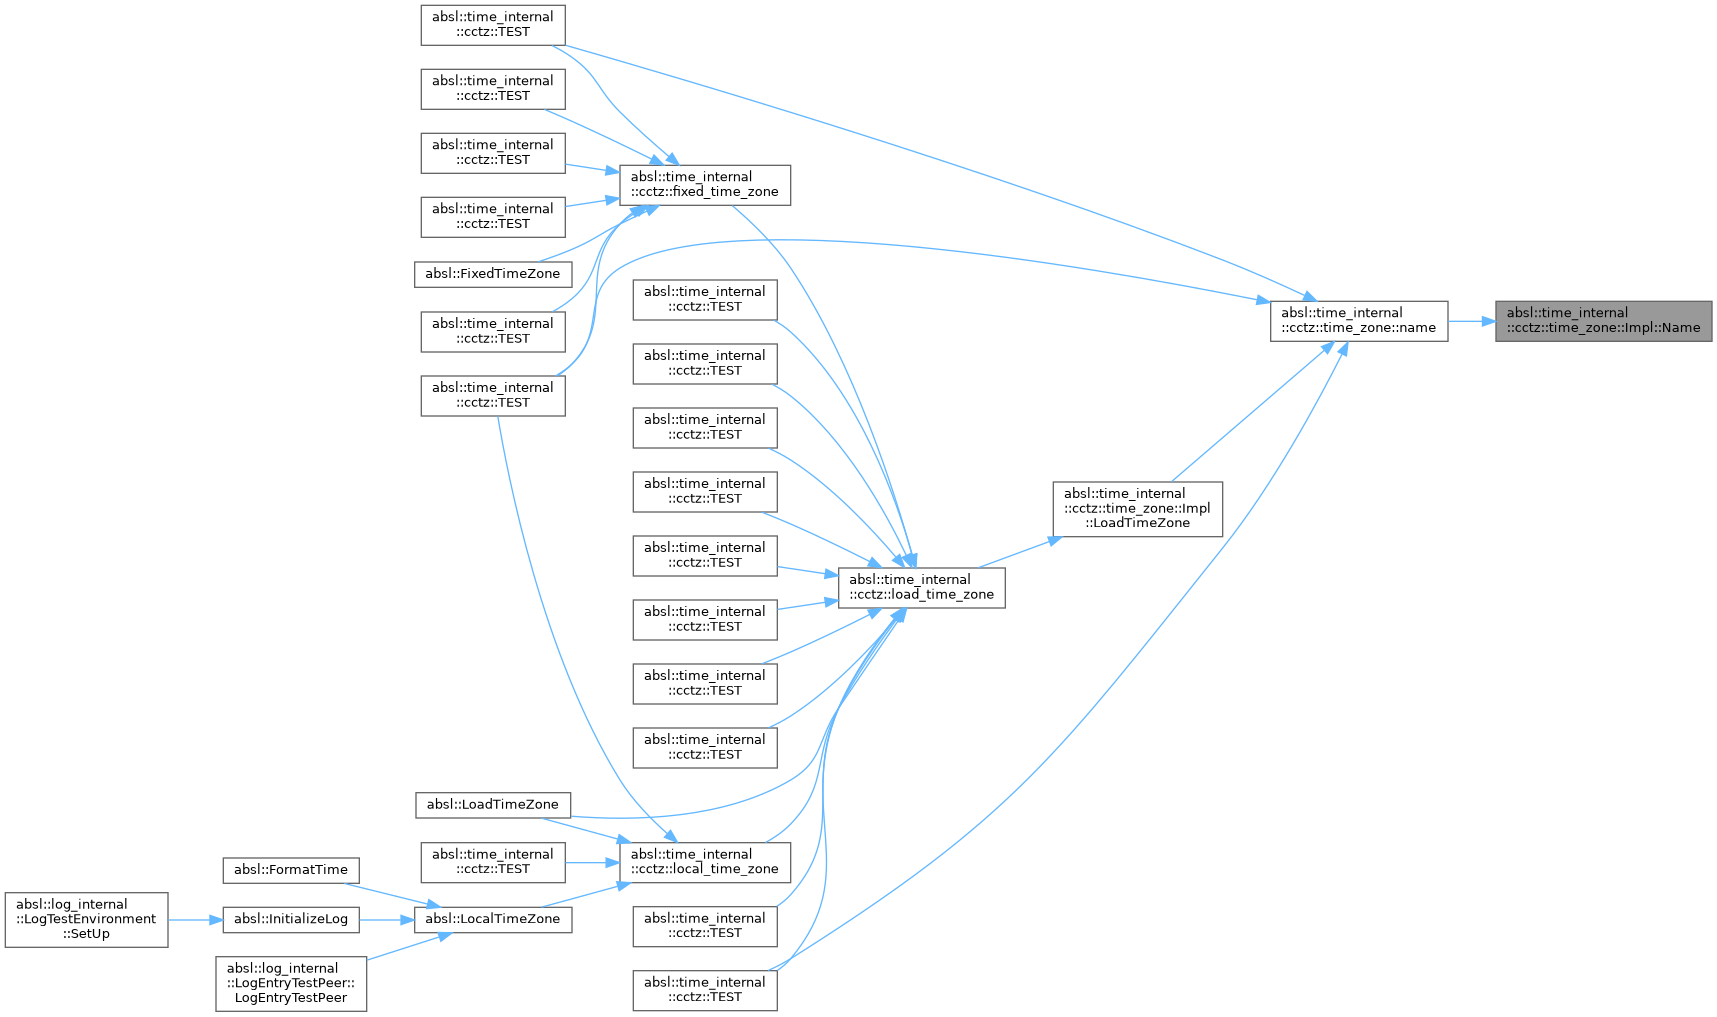 absl::time_internal
::cctz::TEST
absl::time_internal
::cctz::TEST
absl::time_internal
::cctz::TEST
absl::time_internal
::cctz::fixed_time_zone
absl::time_internal
::cctz::TEST
absl::FixedTimeZone
absl::time_internal
::cctz::TEST
absl::time_internal
::cctz::TEST
absl::time_internal
::cctz::TEST
absl::time_internal
::cctz::time_zone::name
absl::time_internal
::cctz::time_zone::Impl::Name
absl::time_internal
::cctz::TEST
absl::time_internal
::cctz::TEST
absl::time_internal
::cctz::TEST
absl::time_internal
::cctz::time_zone::Impl
::LoadTimeZone
absl::time_internal
::cctz::TEST
absl::time_internal
::cctz::load_time_zone
absl::time_internal
::cctz::TEST
absl::time_internal
::cctz::TEST
absl::time_internal
::cctz::TEST
absl::LoadTimeZone
absl::time_internal
::cctz::TEST
absl::time_internal
::cctz::local_time_zone
absl::FormatTime
absl::log_internal
::LogTestEnvironment
::SetUp
absl::InitializeLog
absl::LocalTimeZone
absl::time_internal
::cctz::TEST
absl::log_internal
::LogEntryTestPeer::
LogEntryTestPeer
absl::time_internal
::cctz::TEST